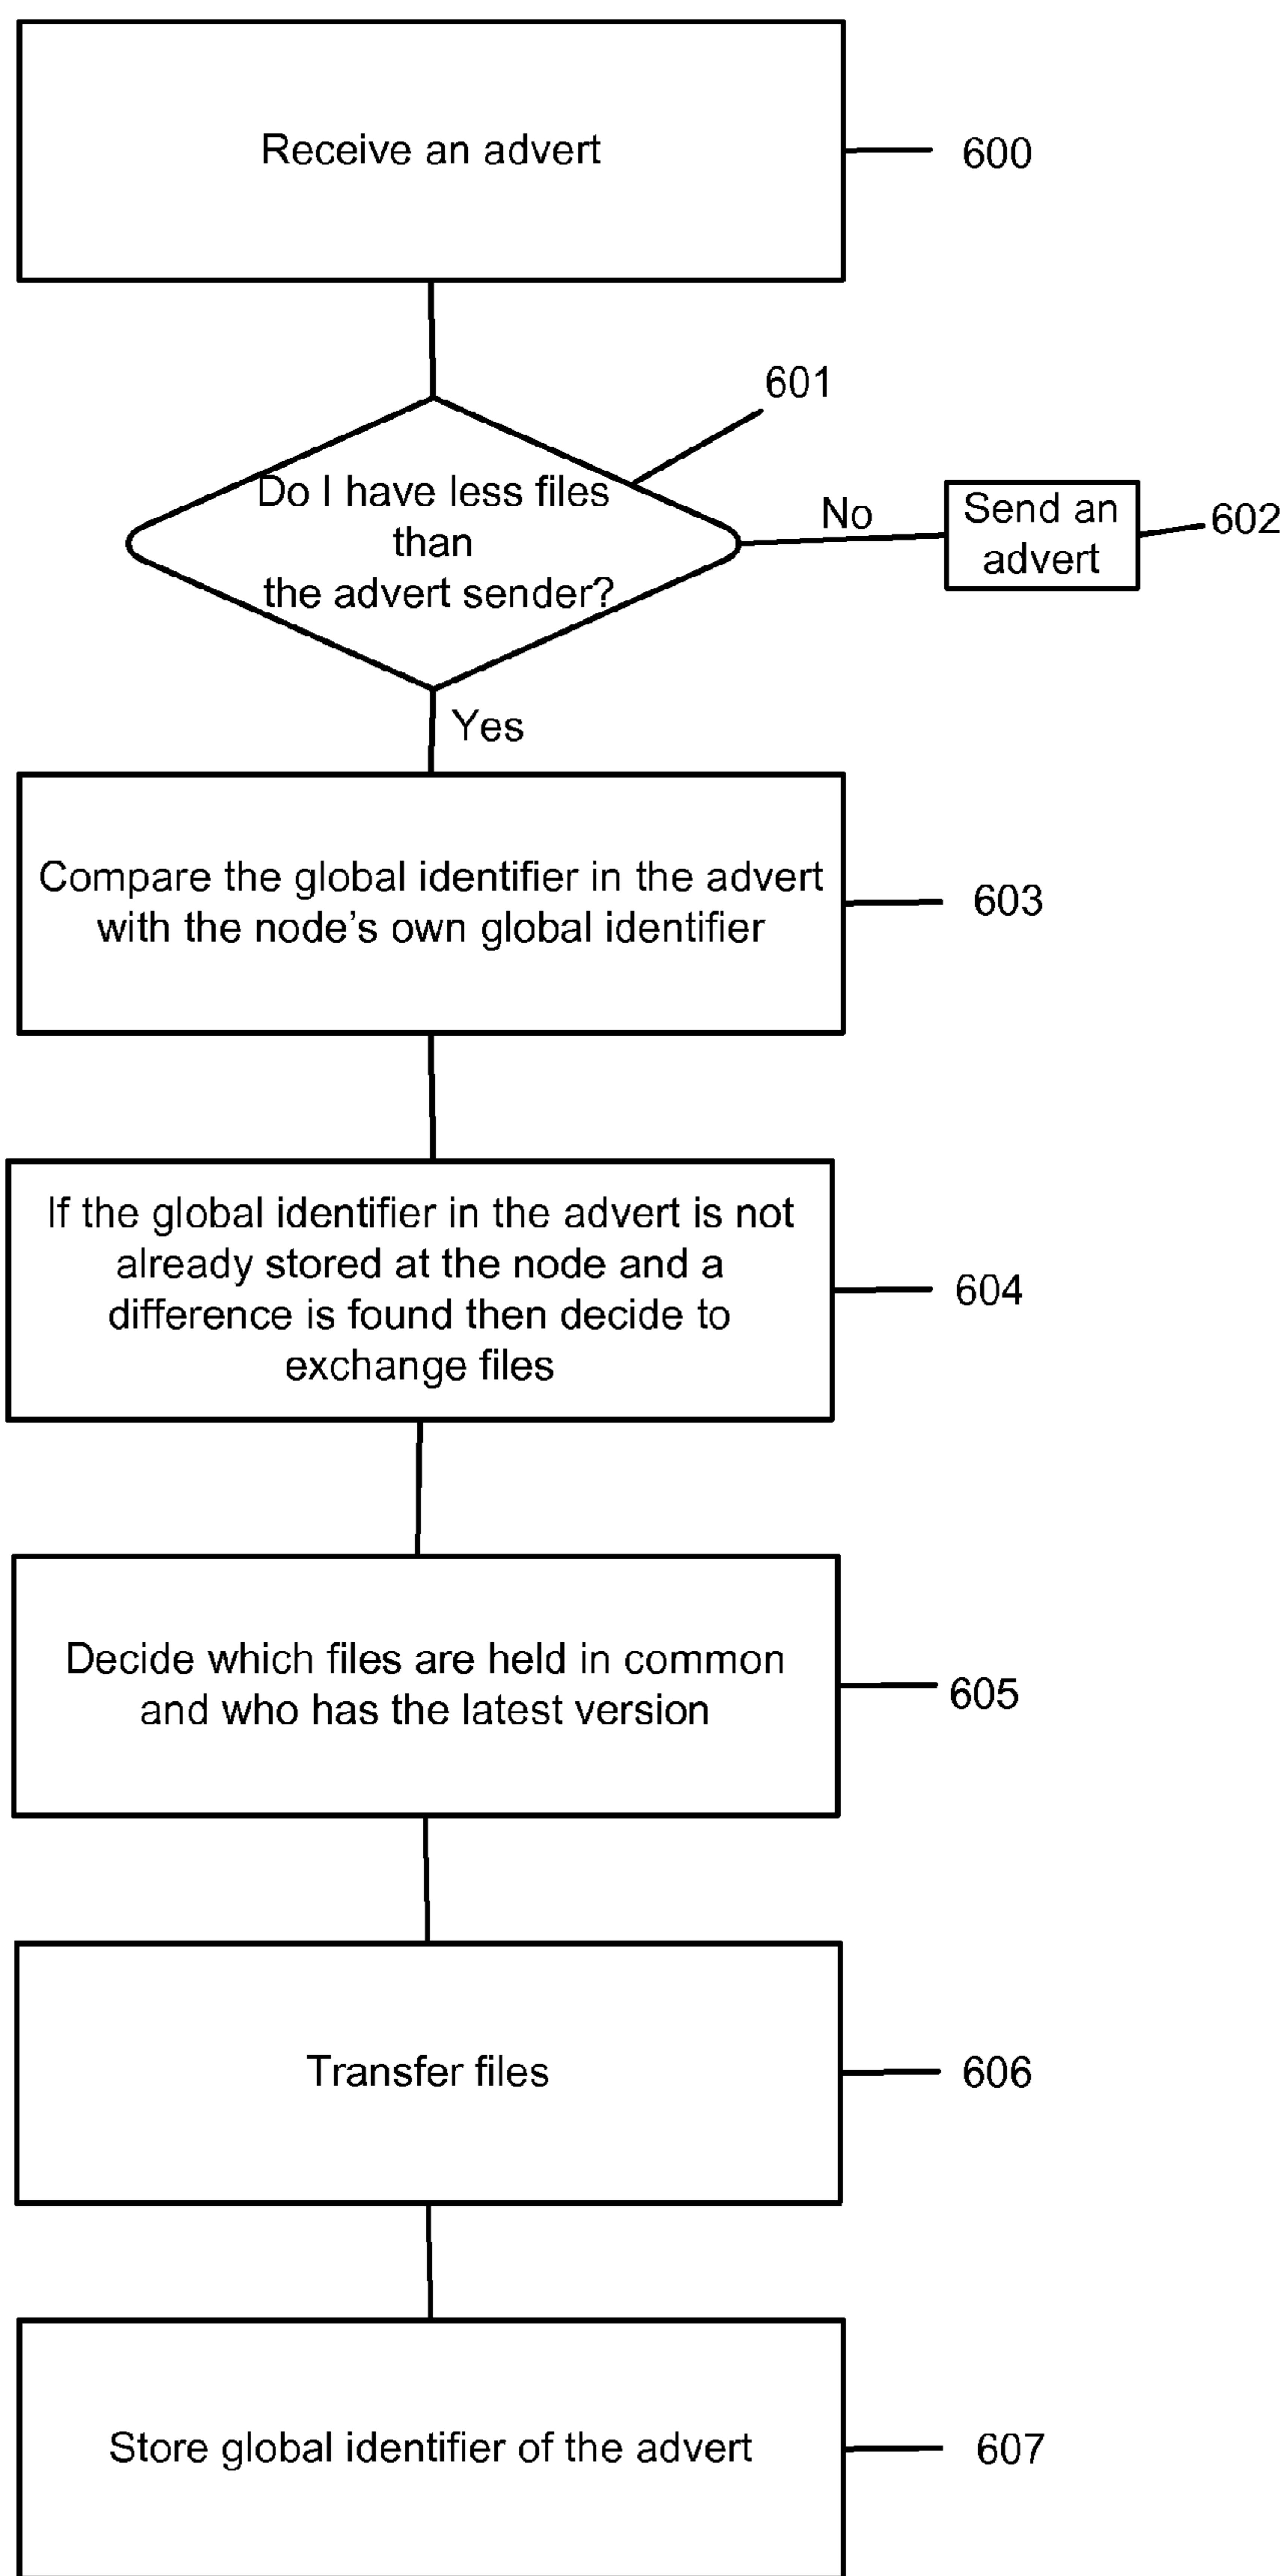 Receive an advert
600
601
Do I have less files
than
the advert sender?
No
Send an
advert
602
Yes
Compare the global identifier in the advert
with the node’s own global identifier
603
If the global identifier in the advert is not
already stored at the node and a
difference is found then decide to
exchange files
604
Decide which files are held in common
and who has the latest version
605
Transfer files
606
Store global identifier of the advert
607